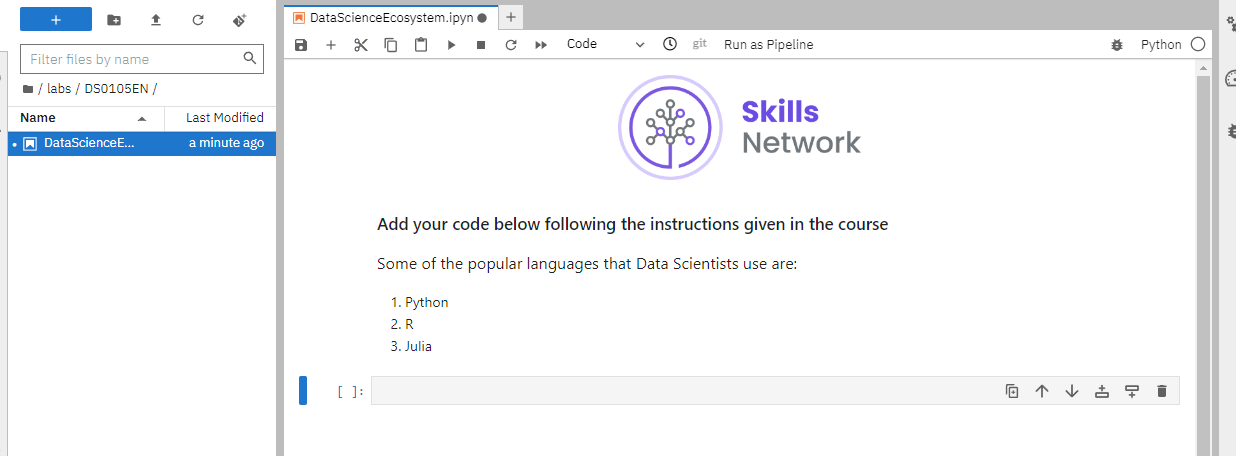 DataScienceEcosystem.ipyn
Code
git
Run as Pipeline
Python
Filter files by name
/ labs / DS0105EN /
Name
Last Modified
DataScienceE...
a minute ago
Skills
Network
Add your code below following the instructions given in the course
Some of the popular languages that Data Scientists use are:
1. Python
2. R
3. Julia
[ ]: